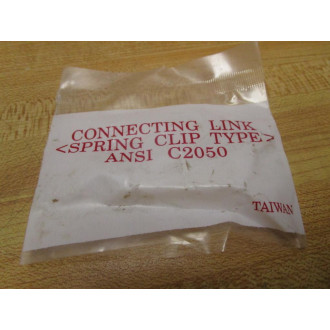 CONNECTING LINK
<SPRING CLIP TYPE>
ANSI C2050
TAIWAN